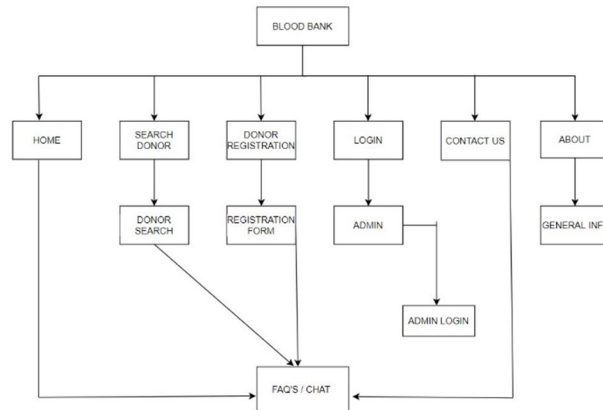 BLOOD BANK
HOME
SEARCH
DONOR
DONOR
REGISTRATION
LOGIN
CONTACT US
ABOUT
DONOR
SEARCH
REGISTRATION
FORM
ADMIN
GENERAL INF
ADMIN LOGIN
FAQ'S / CHAT